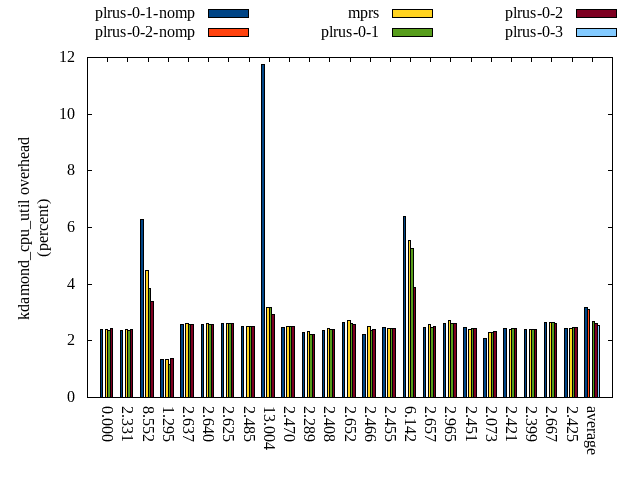 plrus-0-1-nomp mprs plrus-0-2
plrus-0-2-nomp plrus-0-1 plrus-0-3
kdamond_cpu_util overhead
(percent)
12
10
8
6
4
2
0
0.000 2.331 8.552 1.295 2.637 2.640 2.625 2.485 13.004 2.470 2.289 2.408 2.652 2.466 2.455 6.142 2.657 2.965 2.451 2.073 2.421 2.399 2.667 2.425 average